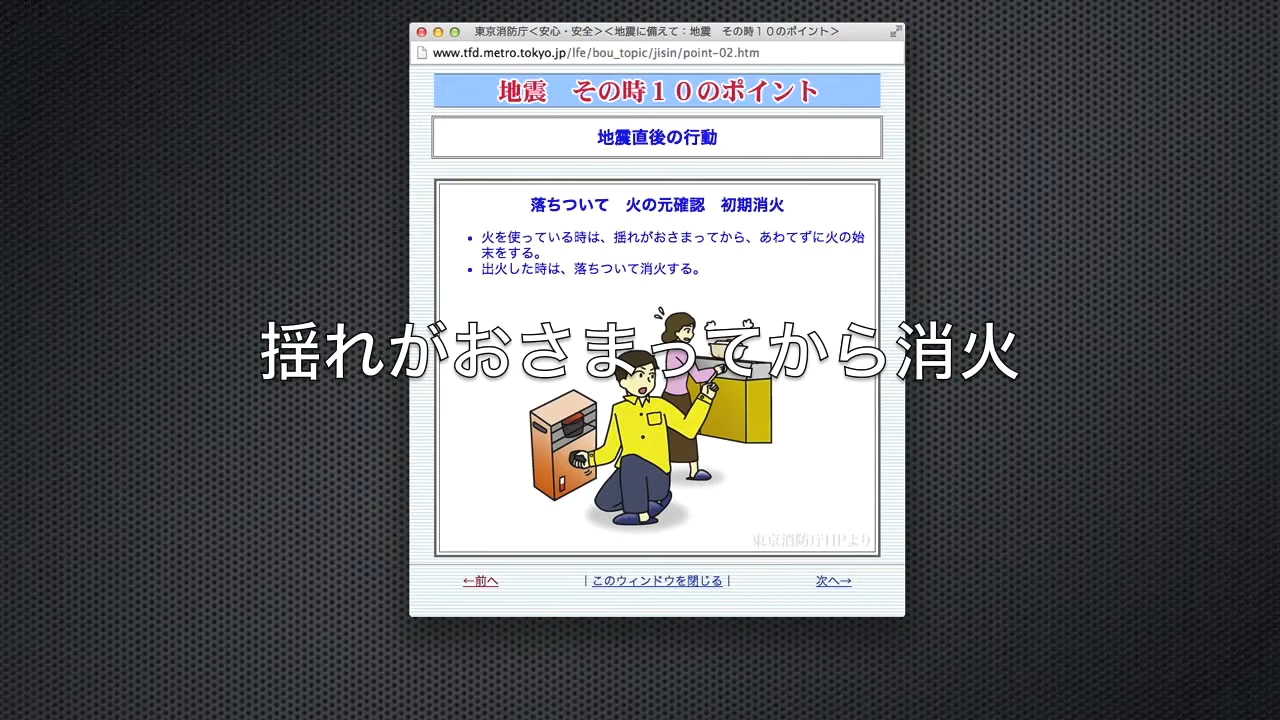 東京消防庁＜安心・安全＞＜地震に備えて：地震　その時１０のポイント＞
www.tfd.metro.tokyo.jp/lfe/bou_topic/jisin/point-02.htm
地震　その時１０のポイント
地震直後の行動
落ちついて　火の元確認　初期消火
• 火を使っている時は、揺れがおさまってから、あわてずに火の始
末をする。
• 出火した時は、落ちついて消火する。
揺れがおさまってから消火
東京消防庁HPより
←前へ | このウィンドウを閉じる | 次へ→